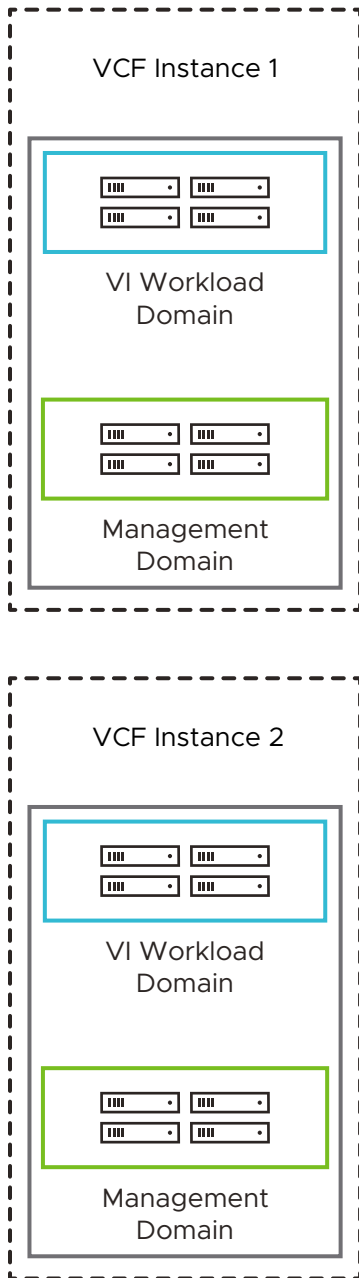 VCF Instance 1
VI Workload
Domain
Management
Domain
VCF Instance 2
VI Workload
Domain
Management
Domain